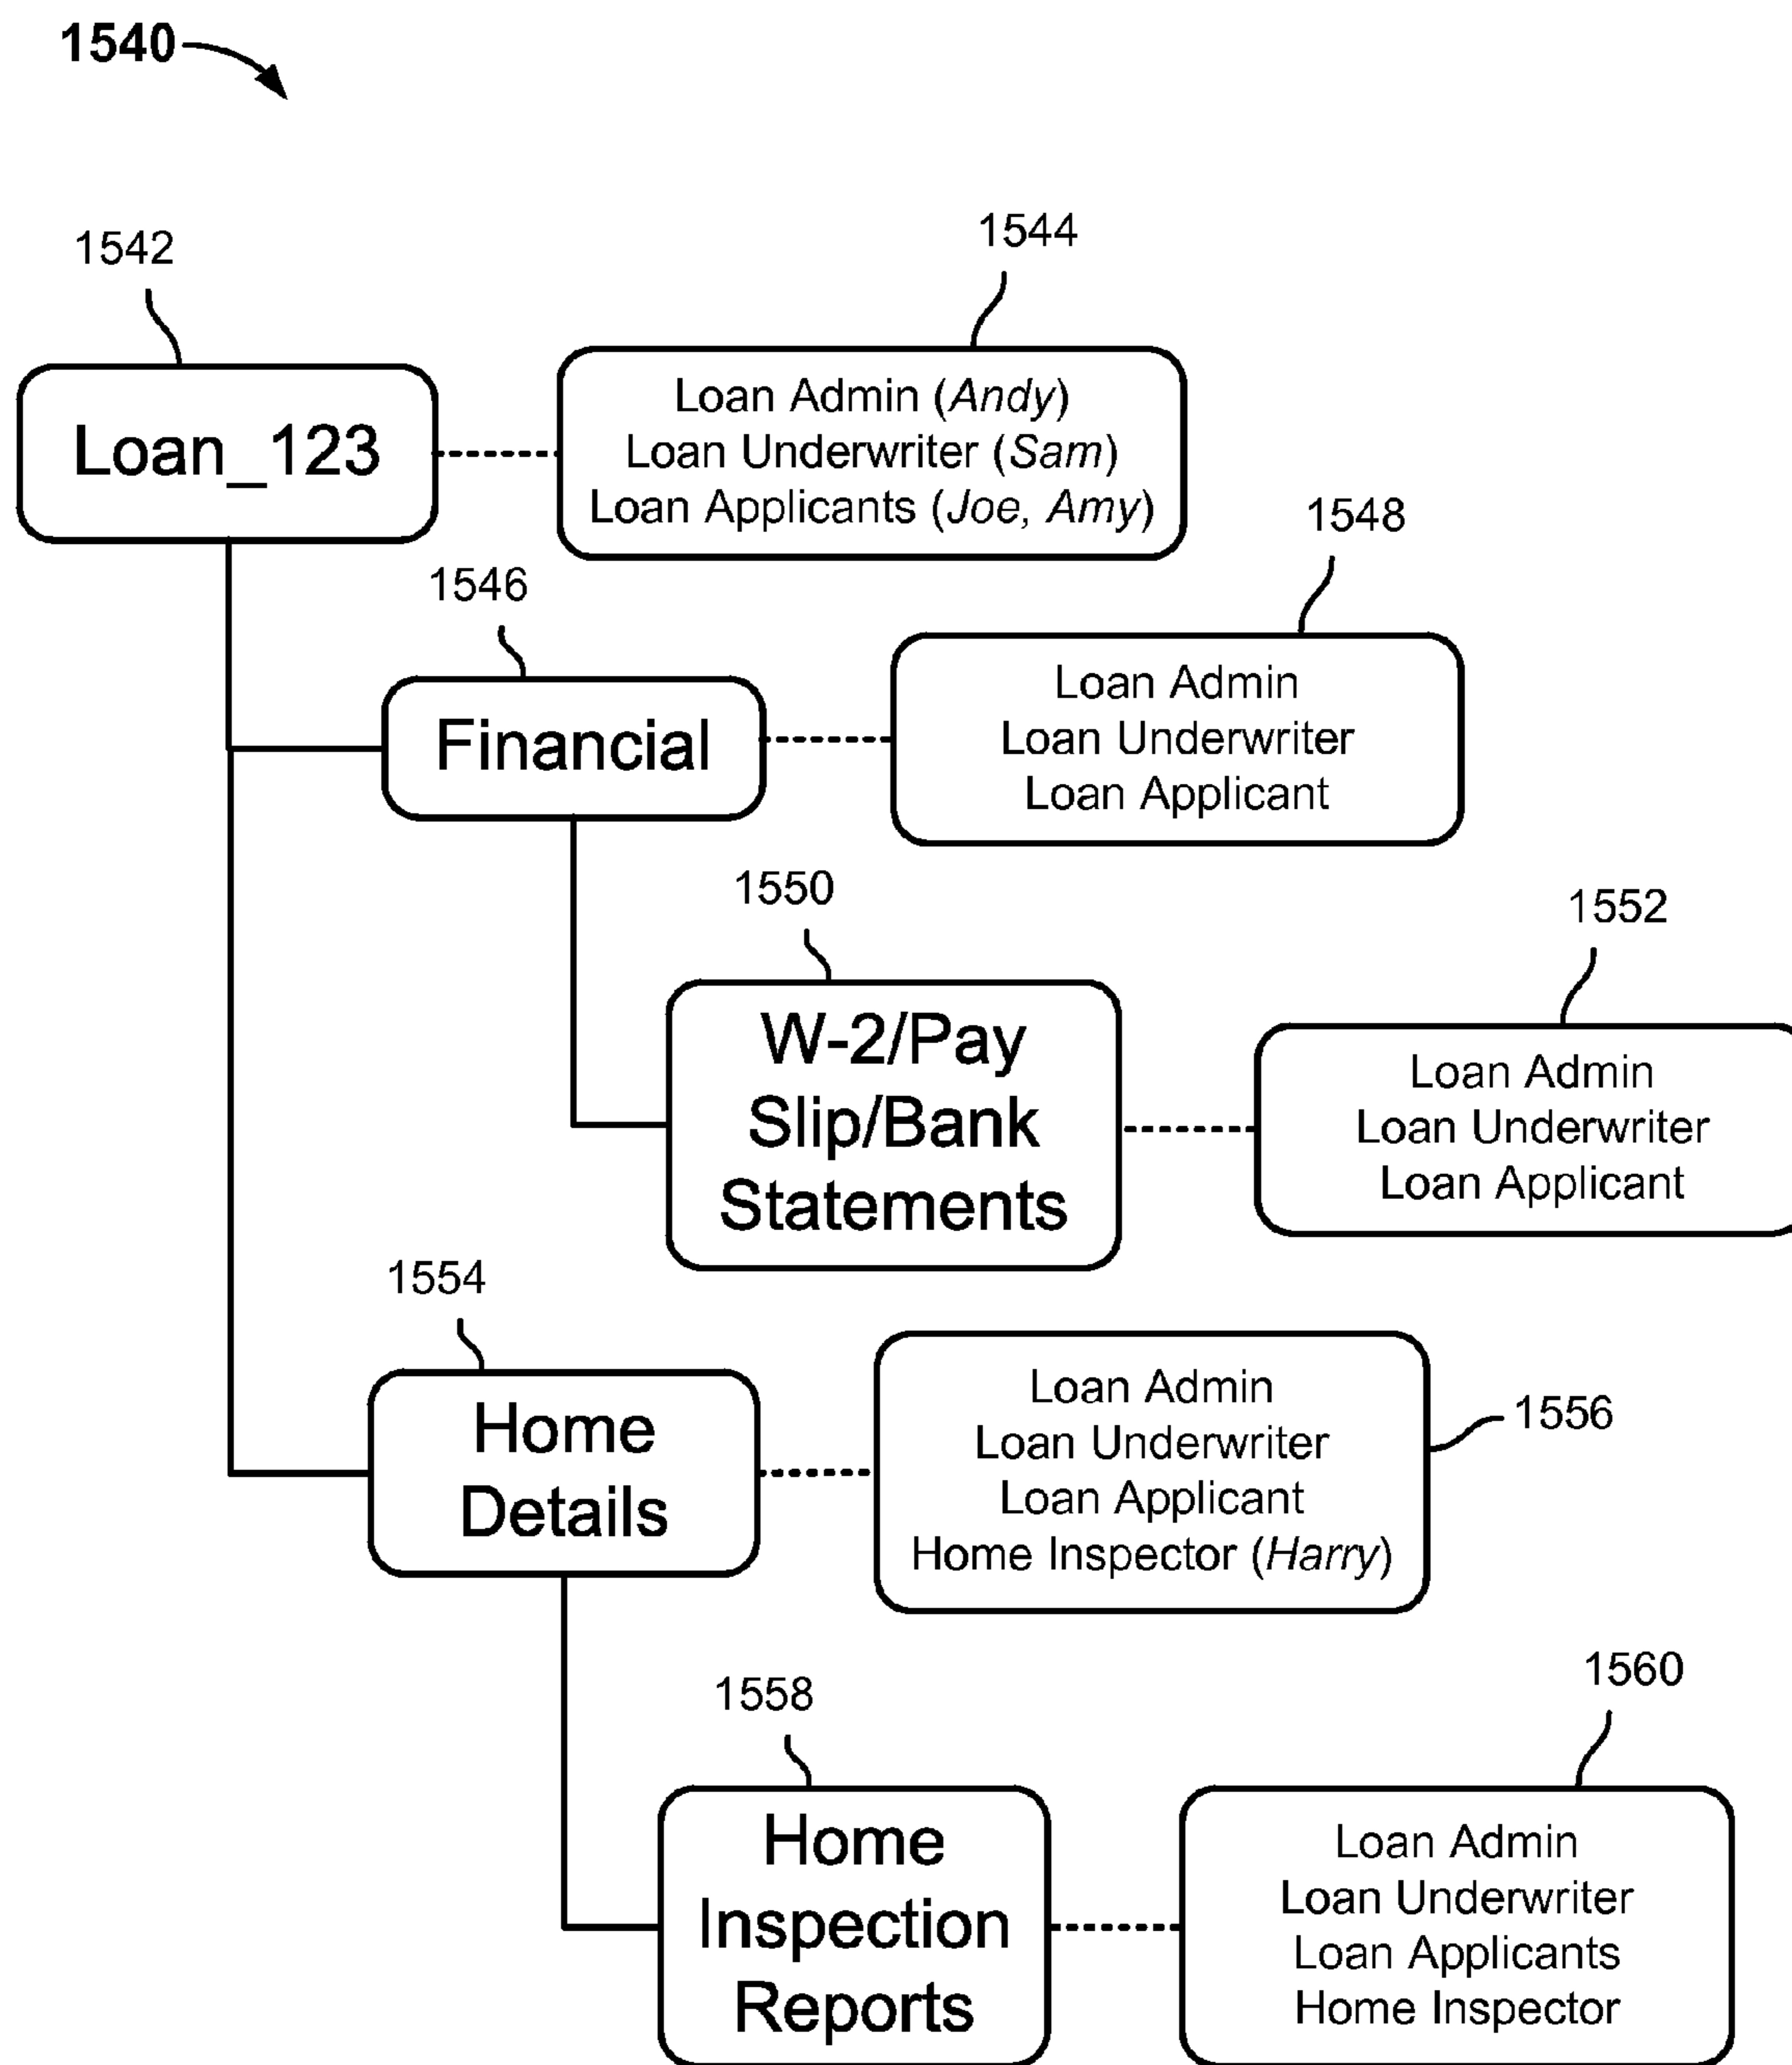 1540
1542
1544
Loan_123
Loan Admin (Andy)
Loan Underwriter (Sam)
Loan Applicants (Joe, Amy)
1546
1548
Financial
Loan Admin
Loan Underwriter
Loan Applicant
1550
1552
W-2/Pay
Slip/Bank
Statements
Loan Admin
Loan Underwriter
Loan Applicant
1554
1556
Home
Details
Loan Admin
Loan Underwriter
Loan Applicant
Home Inspector (Harry)
1558
1560
Home
Inspection
Reports
Loan Admin
Loan Underwriter
Loan Applicants
Home Inspector